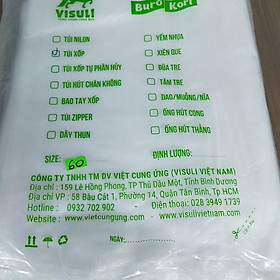 VISULI
Buro Kori
TÚI NILON
YẾM NHỰA
TÚI XỐP
XIÊN QUE
TÚI XỐP TỰ PHÂN HỦY
ĐŨA TRE
TÚI HÚT CHÂN KHÔNG
TĂM TRE
BAO TAY XỐP
DAO/MUỖNG/NĨA
TÚI ZIPPER
ỐNG HÚT CONG
DÂY THUN
ỐNG HÚT THẲNG
SIZE: 60
ĐỊNH LƯỢNG:
CÔNG TY TNHH TM DV VIỆT CUNG ỨNG (VISULI VIỆT NAM)
Địa chỉ : 159 Lê Hồng Phong, TP Thủ Dầu Một, Tỉnh Bình Dương
Địa chỉ VP : 58 Bàu Cát 1, Phường 14, Quận Tân Bình, Tp HCM
Hotline : 0932 702 902 - Điện thoại: 028 3949 1739
Website : www.vietcungung.com - www.visulivietnam.com
NGÀY: